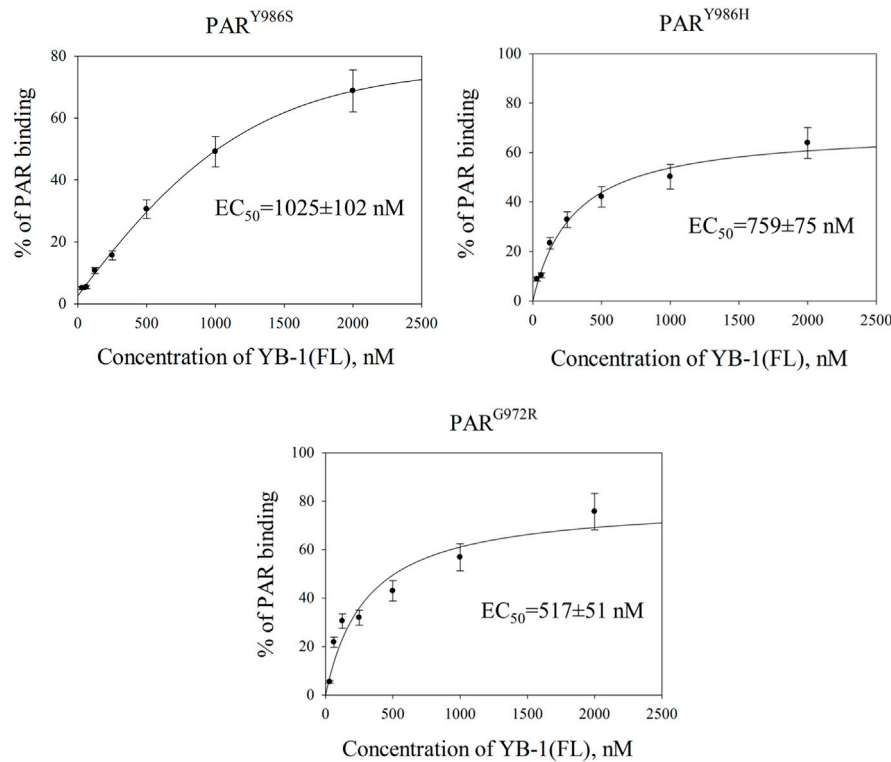 PAR^Y986S
80
60
40
20
0
% of PAR binding
EC₅₀=1025±102 nM
0 500 1000 1500 2000 2500
Concentration of YB-1(FL), nM
PAR^Y986H
100
80
60
40
20
0
% of PAR binding
EC₅₀=759±75 nM
0 500 1000 1500 2000 2500
Concentration of YB-1(FL), nM
PAR^G972R
100
80
60
40
20
0
% of PAR binding
EC₅₀=517±51 nM
0 500 1000 1500 2000 2500
Concentration of YB-1(FL), nM